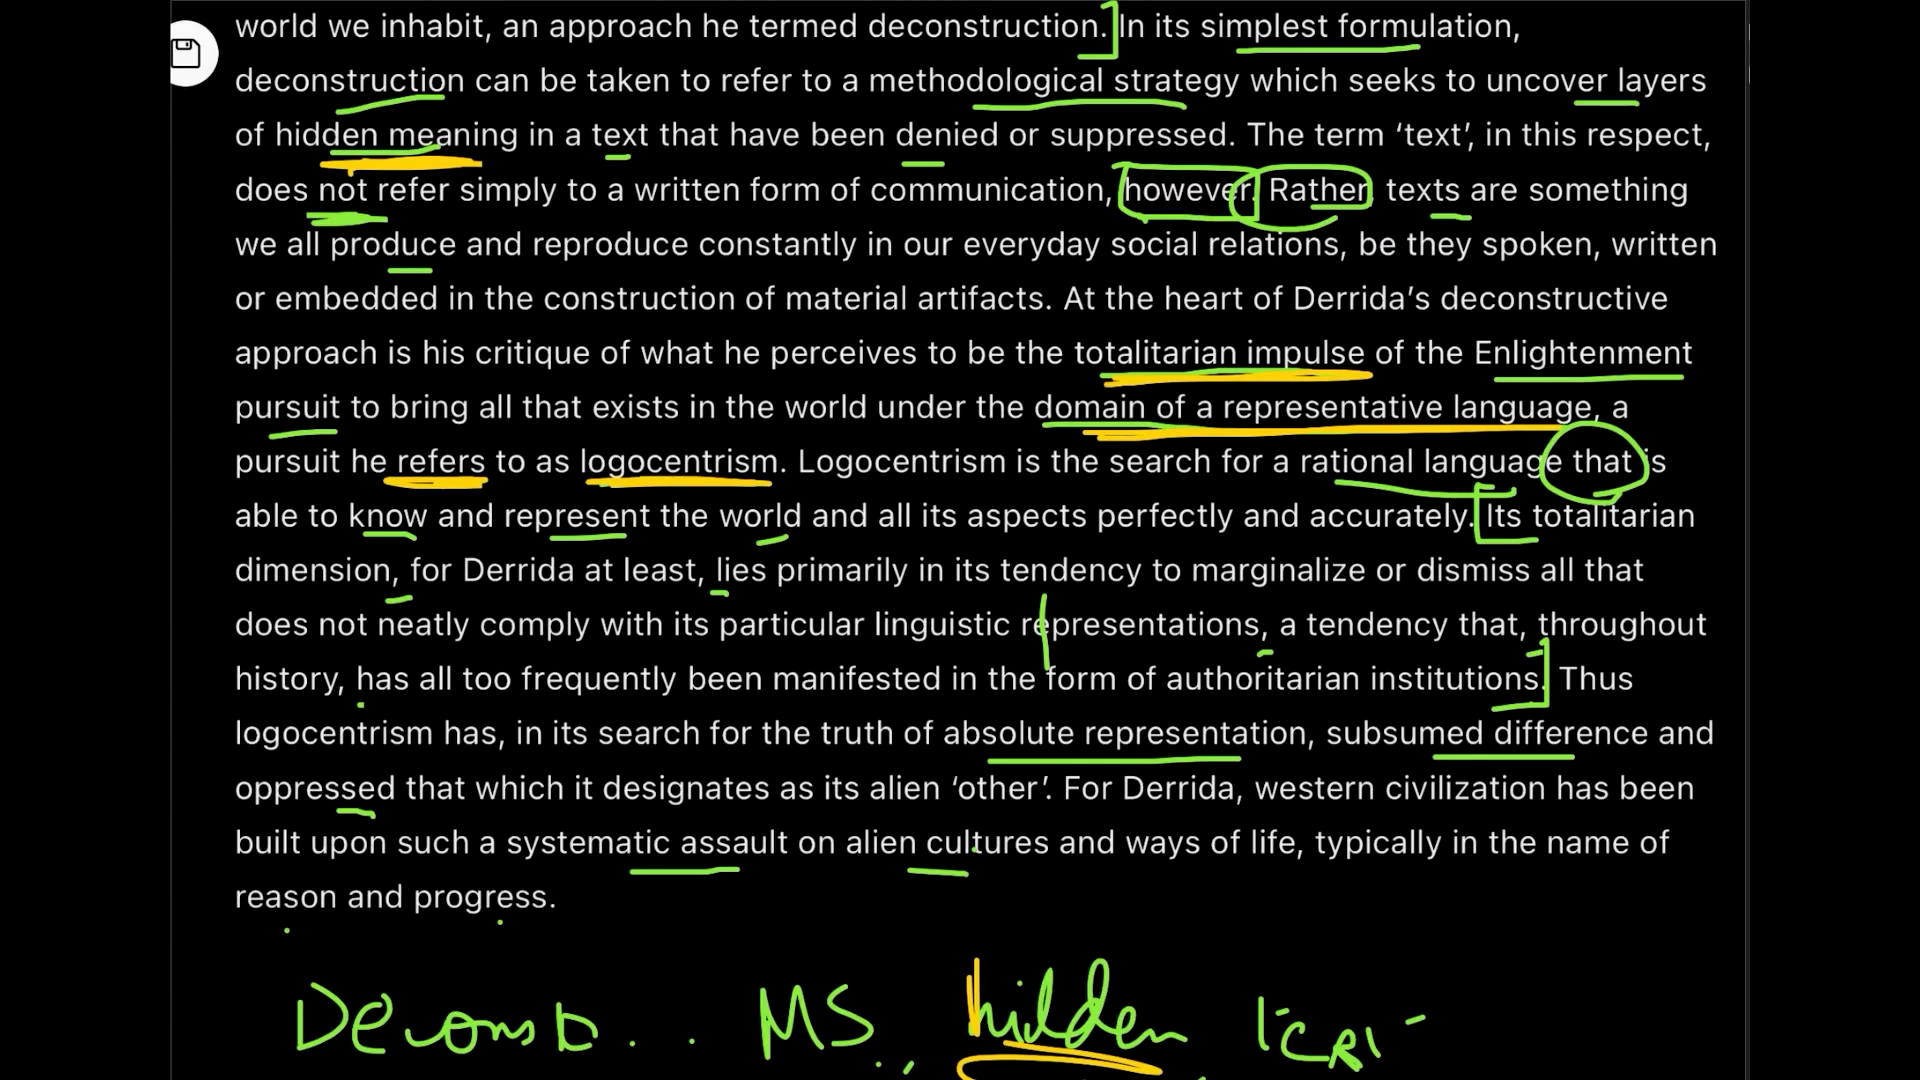 world we inhabit, an approach he termed deconstruction. In its simplest formulation,
deconstruction can be taken to refer to a methodological strategy which seeks to uncover layers
of hidden meaning in a text that have been denied or suppressed. The term ‘text’, in this respect,
does not refer simply to a written form of communication, however. Rather, texts are something
we all produce and reproduce constantly in our everyday social relations, be they spoken, written
or embedded in the construction of material artifacts. At the heart of Derrida’s deconstructive
approach is his critique of what he perceives to be the totalitarian impulse of the Enlightenment
pursuit to bring all that exists in the world under the domain of a representative language, a
pursuit he refers to as logocentrism. Logocentrism is the search for a rational language that is
able to know and represent the world and all its aspects perfectly and accurately. Its totalitarian
dimension, for Derrida at least, lies primarily in its tendency to marginalize or dismiss all that
does not neatly comply with its particular linguistic representations, a tendency that, throughout
history, has all too frequently been manifested in the form of authoritarian institutions. Thus
logocentrism has, in its search for the truth of absolute representation, subsumed difference and
oppressed that which it designates as its alien ‘other’. For Derrida, western civilization has been
built upon such a systematic assault on alien cultures and ways of life, typically in the name of
reason and progress.
MS hidden